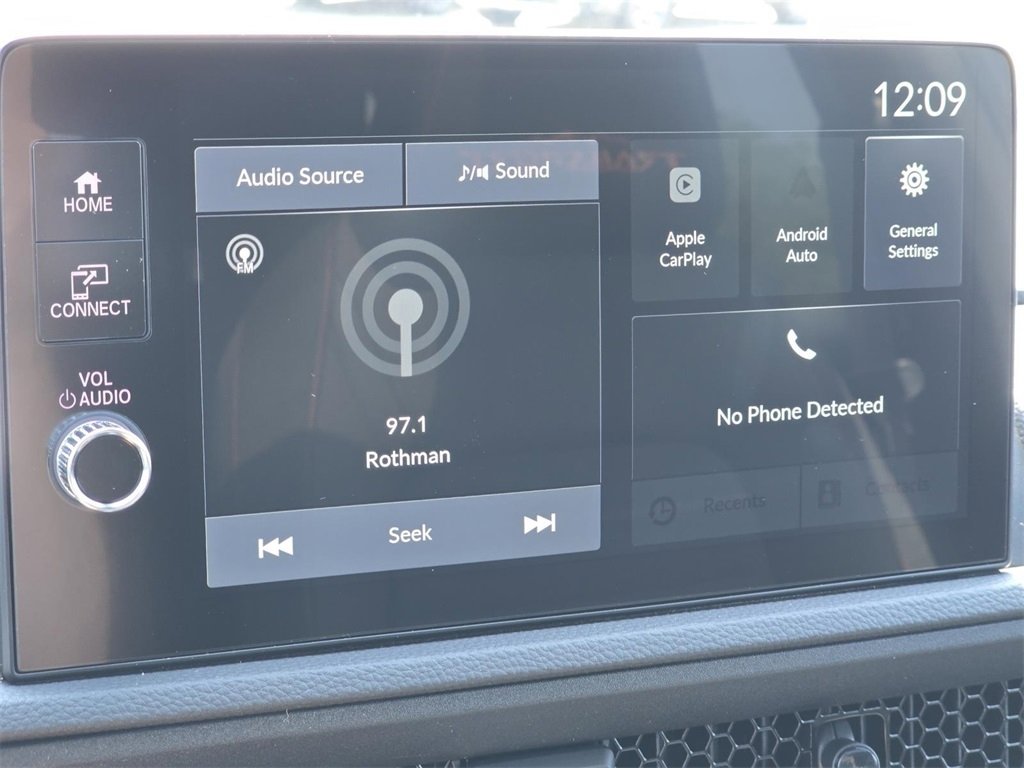 12:09
HOME
CONNECT
VOL
AUDIO
Audio Source
Sound
FM
97.1
Rothman
Seek
Apple
CarPlay
Android
Auto
General
Settings
No Phone Detected
Recents
Contacts